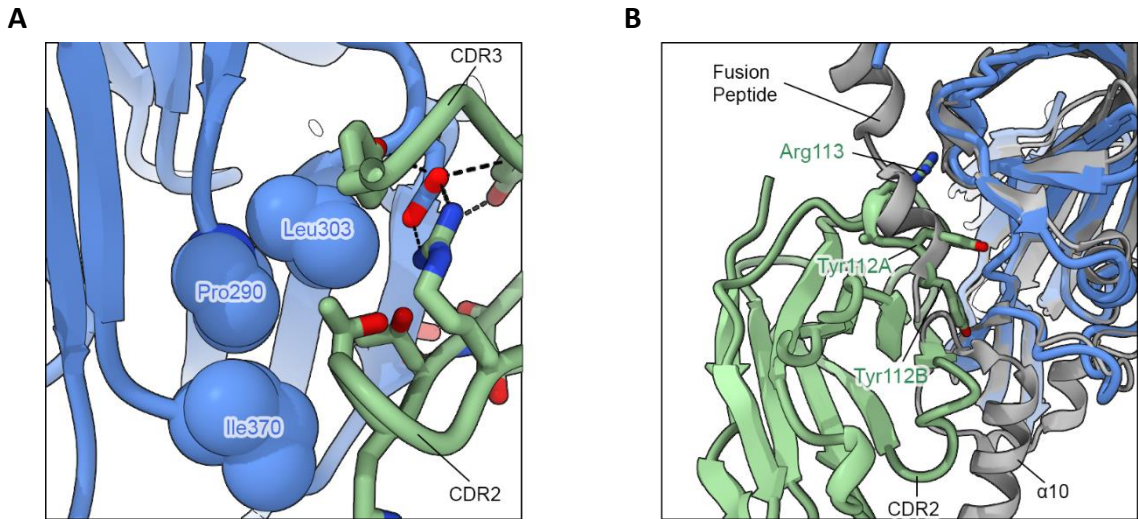 A
B
CDR3
Leu303
Pro290
Ile370
CDR2
Fusion
Peptide
Arg113
Tyr112A
Tyr112B
CDR2
α10